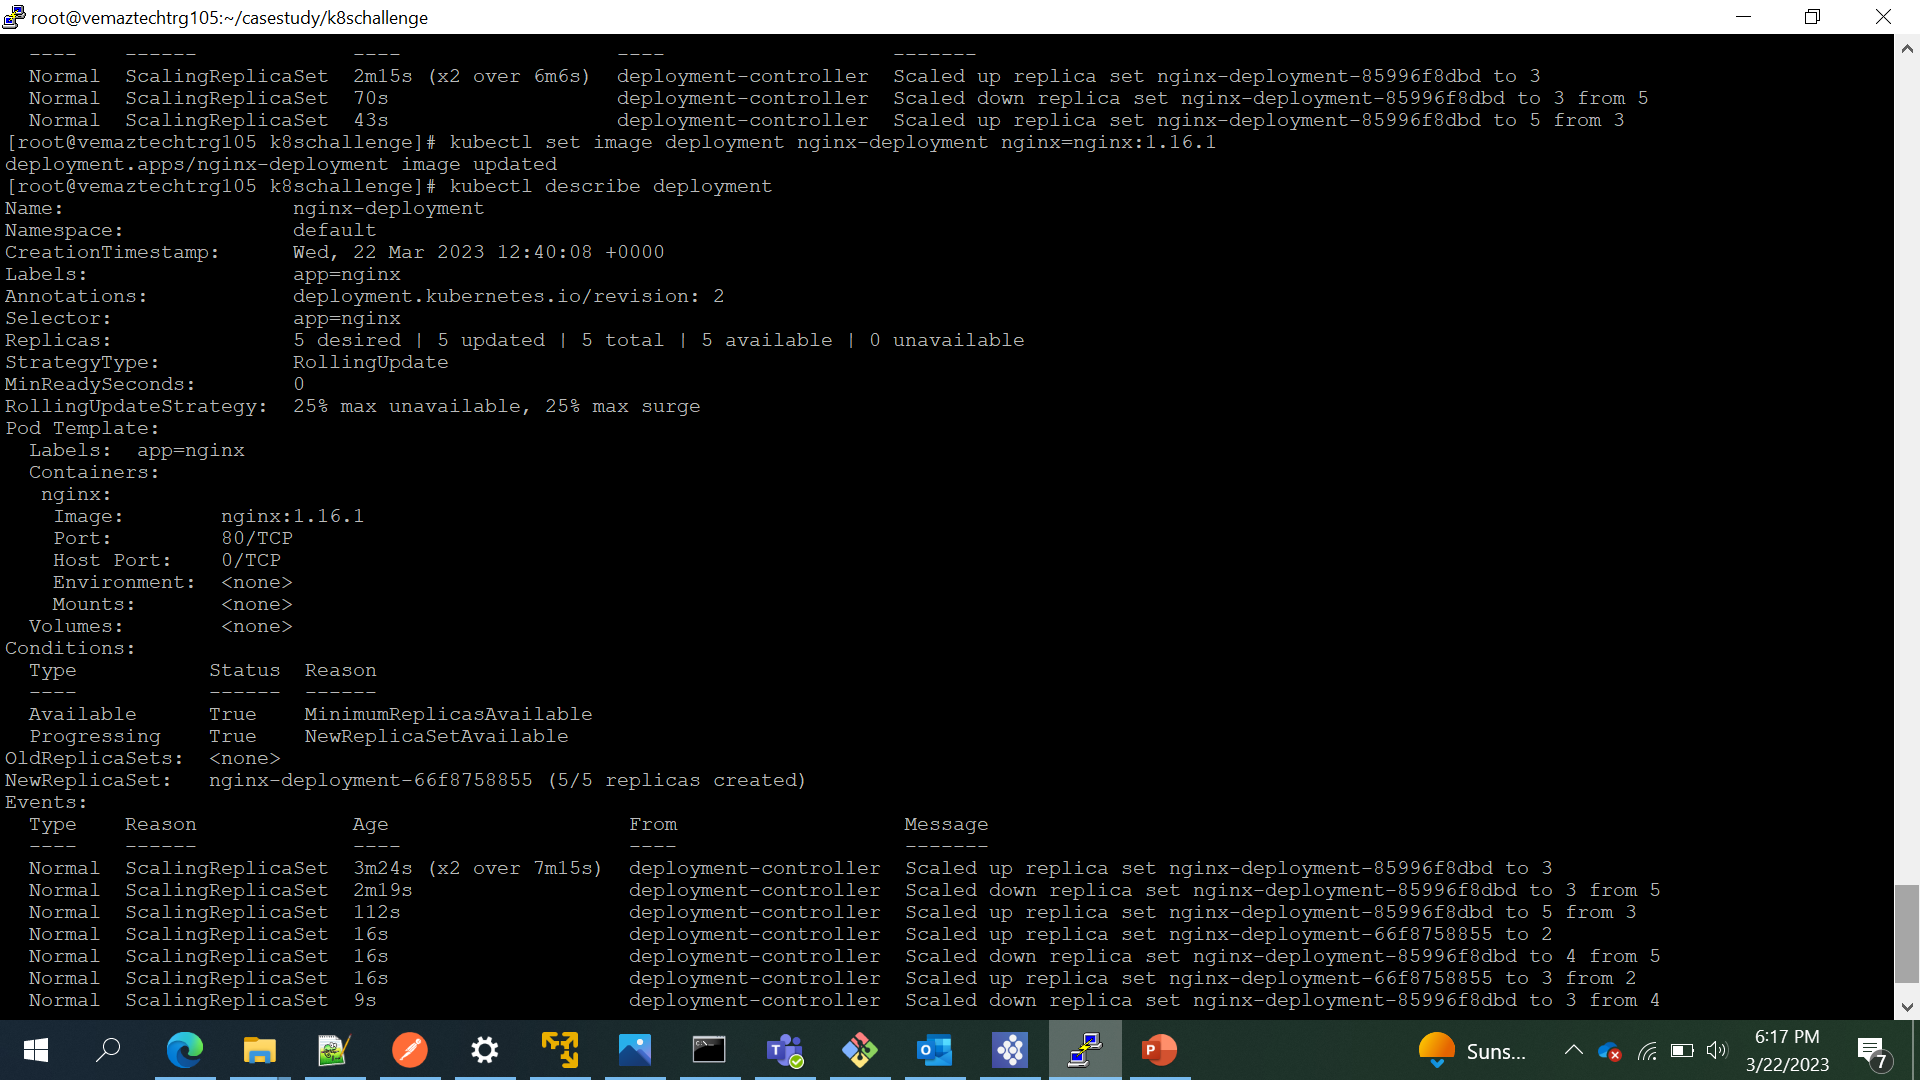 root@vemaztechtrg105:~/casestudy/k8schallenge
---- ------ ---- ---- -------
Normal ScalingReplicaSet 2m15s (x2 over 6m6s) deployment-controller Scaled up replica set nginx-deployment-85996f8dbd to 3
Normal ScalingReplicaSet 70s deployment-controller Scaled down replica set nginx-deployment-85996f8dbd to 3 from 5
Normal ScalingReplicaSet 43s deployment-controller Scaled up replica set nginx-deployment-85996f8dbd to 5 from 3
[root@vemaztechtrg105 k8schallenge]# kubectl set image deployment nginx-deployment nginx=nginx:1.16.1
deployment.apps/nginx-deployment image updated
[root@vemaztechtrg105 k8schallenge]# kubectl describe deployment
Name: nginx-deployment
Namespace: default
CreationTimestamp: Wed, 22 Mar 2023 12:40:08 +0000
Labels: app=nginx
Annotations: deployment.kubernetes.io/revision: 2
Selector: app=nginx
Replicas: 5 desired | 5 updated | 5 total | 5 available | 0 unavailable
StrategyType: RollingUpdate
MinReadySeconds: 0
RollingUpdateStrategy: 25% max unavailable, 25% max surge
Pod Template:
Labels: app=nginx
Containers:
nginx:
Image: nginx:1.16.1
Port: 80/TCP
Host Port: 0/TCP
Environment: <none>
Mounts: <none>
Volumes: <none>
Conditions:
Type Status Reason
---- ------ ------
Available True MinimumReplicasAvailable
Progressing True NewReplicaSetAvailable
OldReplicaSets: <none>
NewReplicaSet: nginx-deployment-66f8758855 (5/5 replicas created)
Events:
Type Reason Age From Message
---- ------ ---- ---- -------
Normal ScalingReplicaSet 3m24s (x2 over 7m15s) deployment-controller Scaled up replica set nginx-deployment-85996f8dbd to 3
Normal ScalingReplicaSet 2m19s deployment-controller Scaled down replica set nginx-deployment-85996f8dbd to 3 from 5
Normal ScalingReplicaSet 112s deployment-controller Scaled up replica set nginx-deployment-85996f8dbd to 5 from 3
Normal ScalingReplicaSet 16s deployment-controller Scaled up replica set nginx-deployment-66f8758855 to 2
Normal ScalingReplicaSet 16s deployment-controller Scaled down replica set nginx-deployment-85996f8dbd to 4 from 5
Normal ScalingReplicaSet 16s deployment-controller Scaled up replica set nginx-deployment-66f8758855 to 3 from 2
Normal ScalingReplicaSet 9s deployment-controller Scaled down replica set nginx-deployment-85996f8dbd to 3 from 4
Suns...
6:17 PM
3/22/2023
7